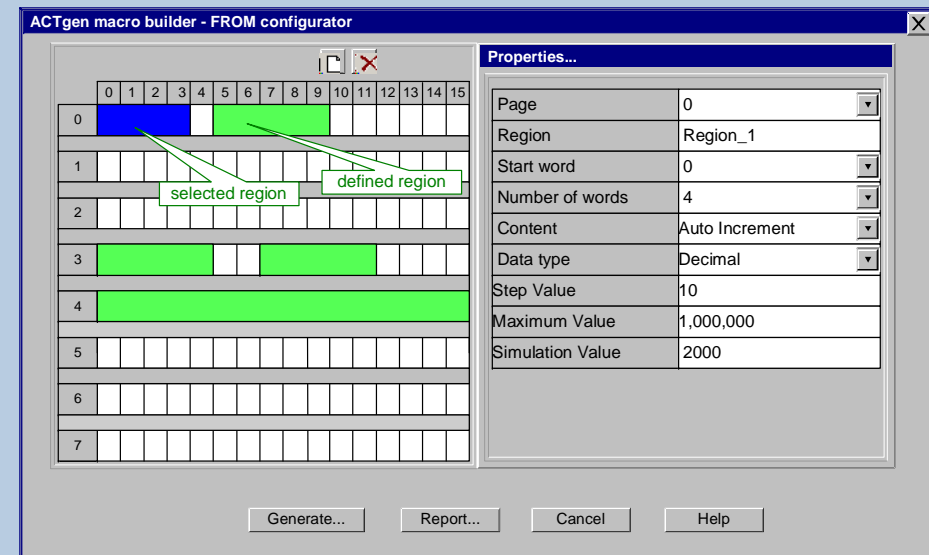 ACTgen macro builder - FROM configurator
Properties...
0 1 2 3 4 5 6 7 8 9 10 11 12 13 14 15
0
1
2
3
4
5
6
7
selected region
defined region
Page 0
Region Region_1
Start word 0
Number of words 4
Content Auto Increment
Data type Decimal
Step Value 10
Maximum Value 1,000,000
Simulation Value 2000
Generate... Report... Cancel Help